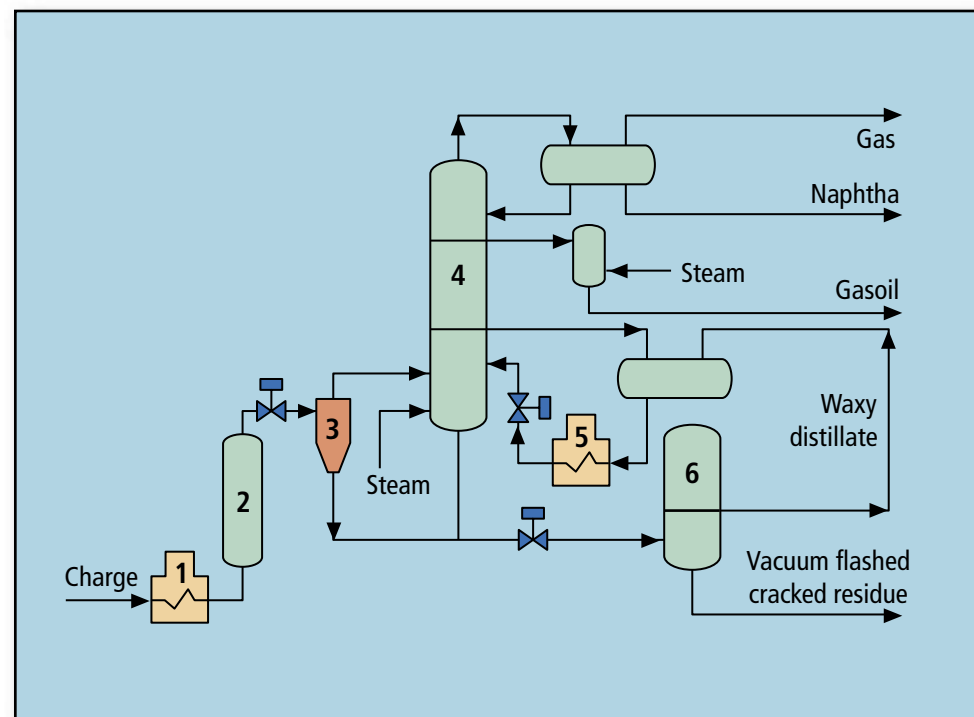 Gas
Naphtha
4
Steam
Gasoil
3
5
Waxy
distillate
6
Steam
2
Charge
1
Vacuum flashed
cracked residue